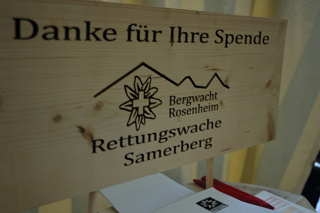 Danke für Ihre Spende
Bergwacht
Rosenheim
Rettungswache
Samerberg